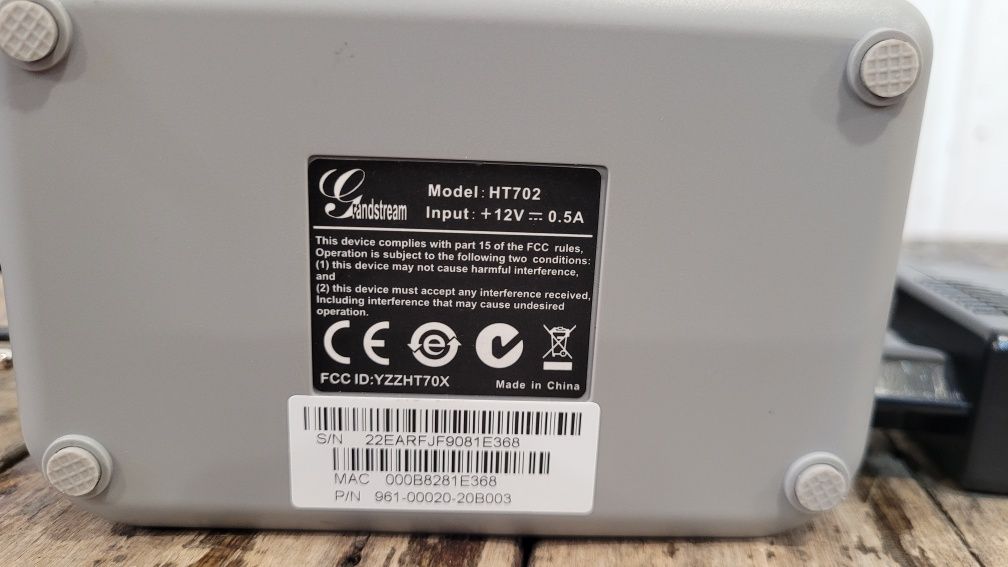 Grandstream
Model: HT702
Input: +12V ⎓ 0.5A
This device complies with part 15 of the FCC rules,
Operation is subject to the following two conditions:
(1) this device may not cause harmful interference,
and
(2) this device must accept any interference received,
Including interference that may cause undesired
operation.
CE
FCC ID:YZZHT70X
Made in China
S/N 22EARFJF9081E368
MAC 000B8281E368
P/N 961-00020-20B003